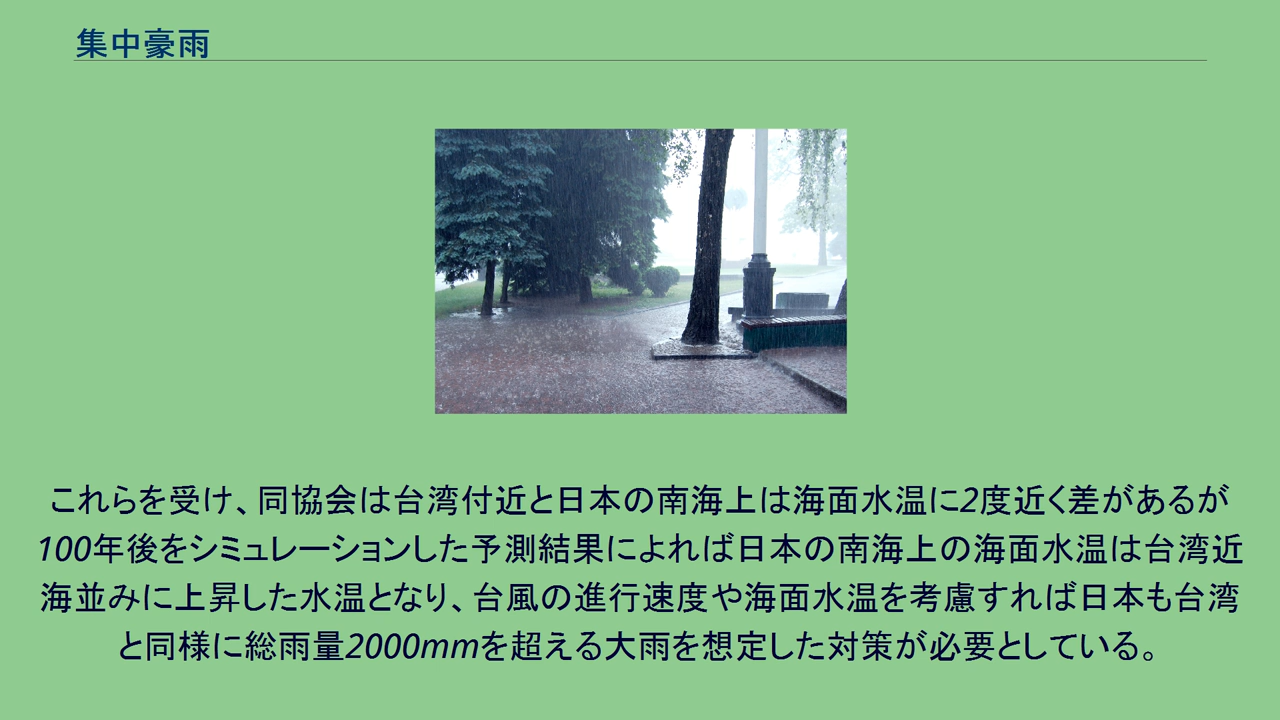 集中豪雨
これらを受け、同協会は台湾付近と日本の南海上は海面水温に2度近く差があるが
100年後をシミュレーションした予測結果によれば日本の南海上の海面水温は台湾近
海並みに上昇した水温となり、台風の進行速度や海面水温を考慮すれば日本も台湾
と同様に総雨量2000mmを超える大雨を想定した対策が必要としている。